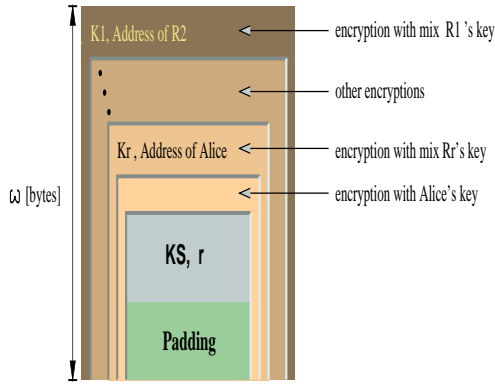 K1, Address of R2
encryption with mix R1 's key
other encryptions
Kr , Address of Alice
encryption with mix Rr's key
encryption with Alice's key
ω [bytes]
KS, r
Padding